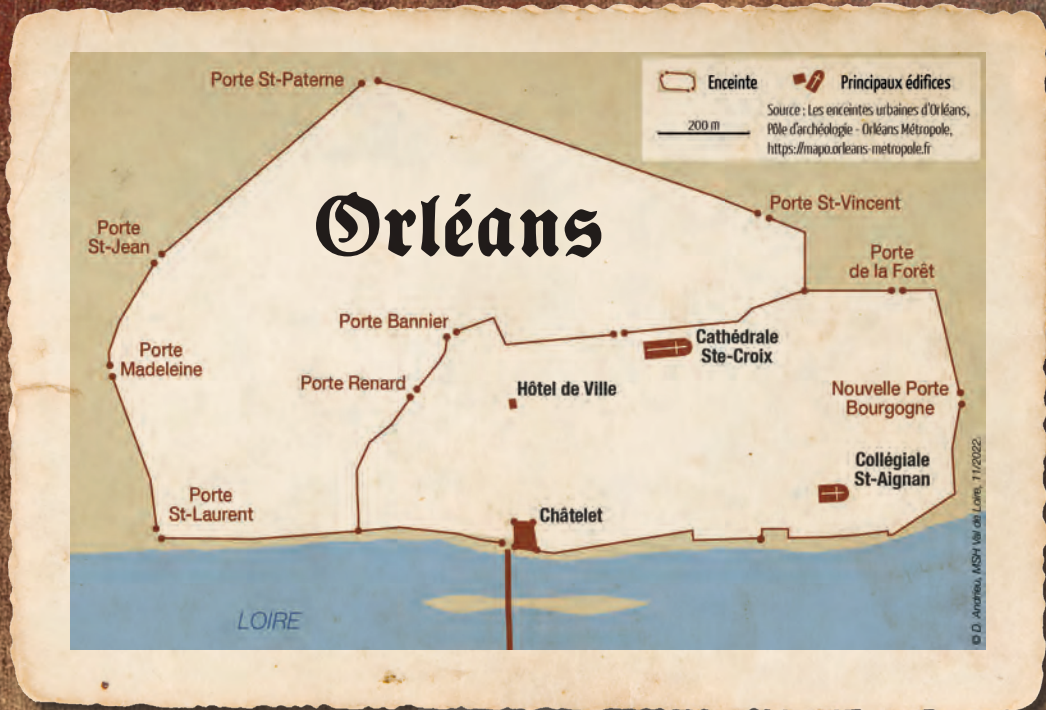 Porte St-Paterne
Enceinte
Principaux édifices
200 m
Source : Les enceintes urbaines d'Orléans,
Pôle d'archéologie - Orléans Métropole,
https://mapo.orleans-metropole.fr
Orléans
Porte St-Vincent
Porte
St-Jean
Porte
de la Forêt
Porte Bannier
Cathédrale
Ste-Croix
Porte
Madeleine
Porte Renard
Hôtel de Ville
Nouvelle Porte
Bourgogne
Collégiale
St-Aignan
Porte
St-Laurent
Châtelet
LOIRE
© D. Andrieu, MSH Val de Loire, 11/2022.